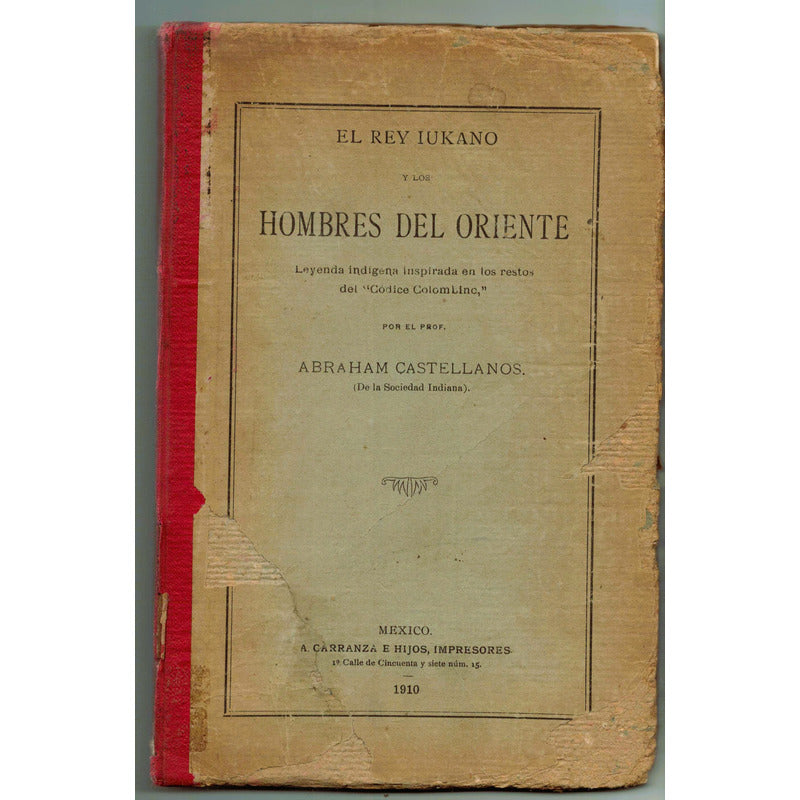 EL REY IUKANO
Y LOS
HOMBRES DEL ORIENTE
Leyenda indígena inspirada en los restos
del "Códice Colombino,"
POR EL PROF.
ABRAHAM CASTELLANOS.
(De la Sociedad Indiana).
MEXICO.
A. CARRANZA E HIJOS, IMPRESORES
1ª Calle de Cincuenta y siete núm. 15.
1910